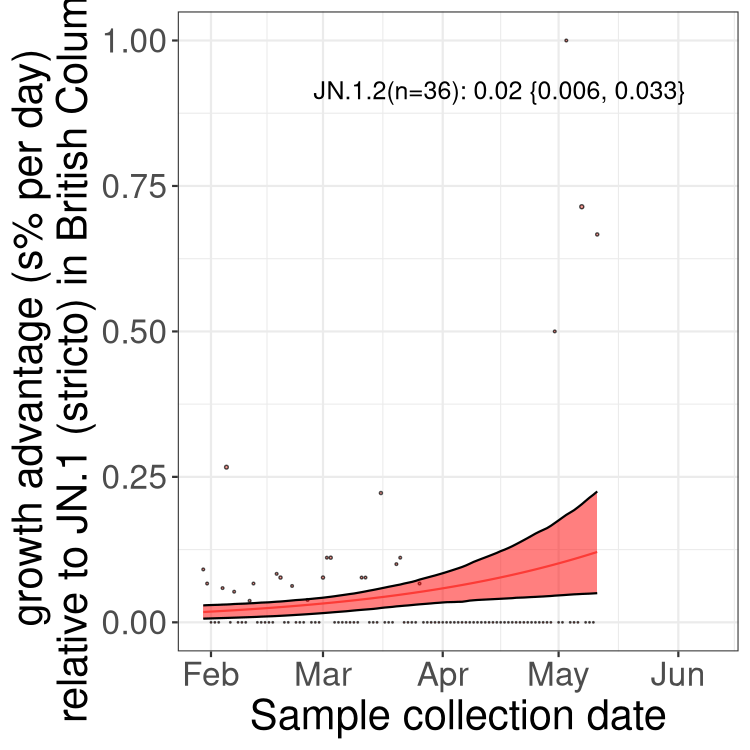 growth advantage (s% per day)
relative to JN.1 (stricto) in British Colum
1.00
0.75
0.50
0.25
0.00
JN.1.2(n=36): 0.02 {0.006, 0.033}
Feb Mar Apr May Jun
Sample collection date